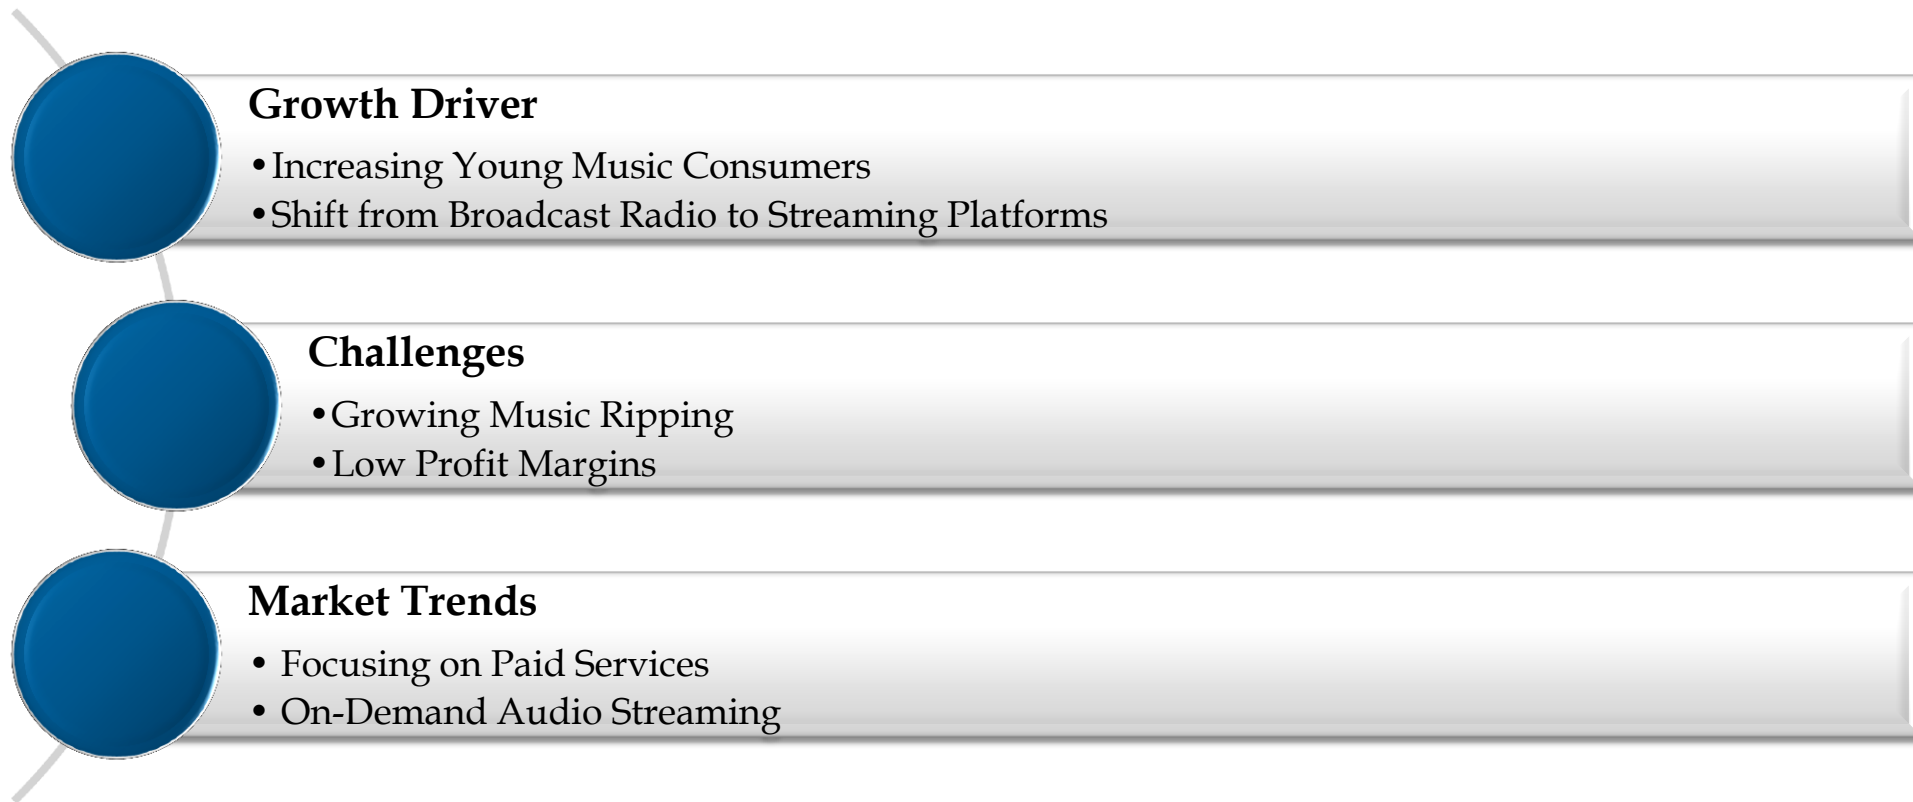 Growth Driver
•Increasing Young Music Consumers
•Shift from Broadcast Radio to Streaming Platforms
Challenges
•Growing Music Ripping
•Low Profit Margins
Market Trends
• Focusing on Paid Services
• On-Demand Audio Streaming